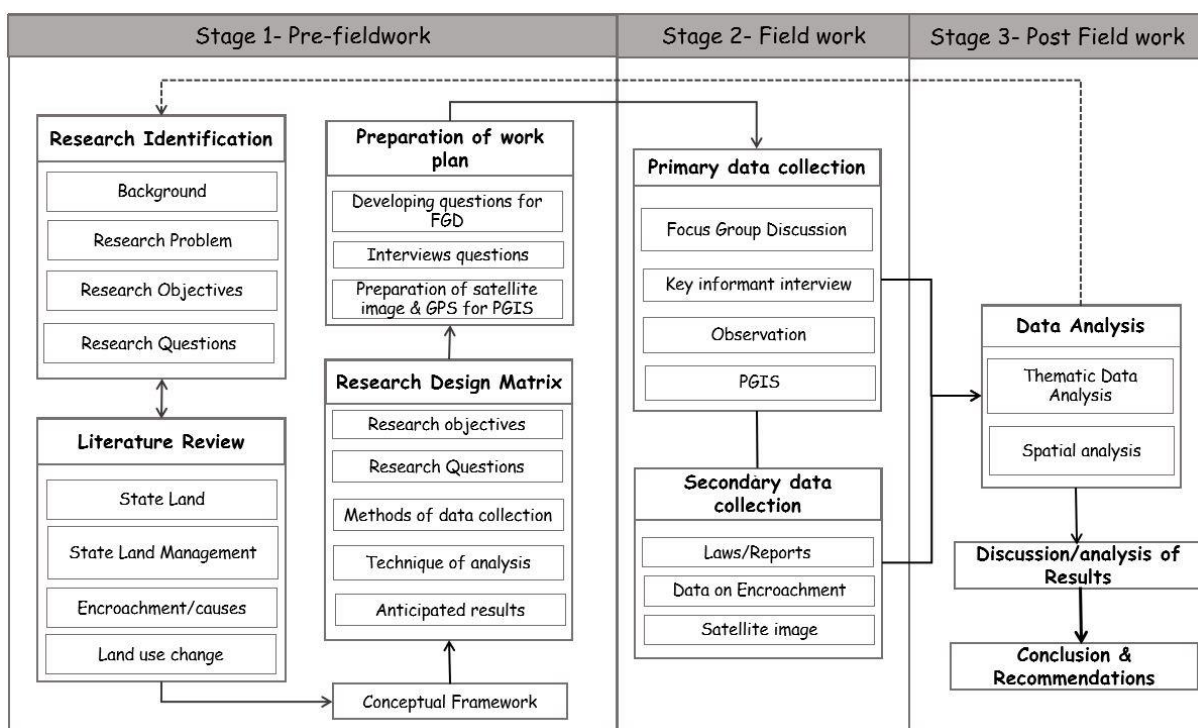 Stage 1- Pre-fieldwork
Stage 2- Field work
Stage 3- Post Field work
Research Identification
Background
Research Problem
Research Objectives
Research Questions
Literature Review
State Land
State Land Management
Encroachment/causes
Land use change
Preparation of work
plan
Developing questions for
FGD
Interviews questions
Preparation of satellite
image & GPS for PGIS
Research Design Matrix
Research objectives
Research Questions
Methods of data collection
Technique of analysis
Anticipated results
Conceptual Framework
Primary data collection
Focus Group Discussion
Key informant interview
Observation
PGIS
Secondary data
collection
Laws/Reports
Data on Encroachment
Satellite image
Data Analysis
Thematic Data
Analysis
Spatial analysis
Discussion/analysis of
Results
Conclusion &
Recommendations